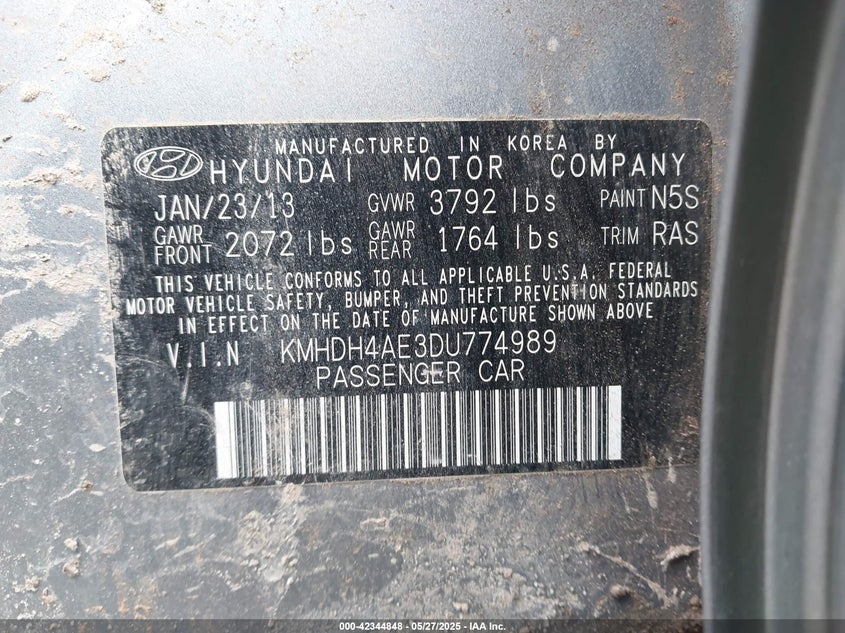 MANUFACTURED IN KOREA BY
HYUNDAI MOTOR COMPANY
JAN/23/13 GVWR 3792 lbs PAINT N5S
GAWR FRONT 2072 lbs GAWR REAR 1764 lbs TRIM RAS
THIS VEHICLE CONFORMS TO ALL APPLICABLE U.S.A. FEDERAL
MOTOR VEHICLE SAFETY, BUMPER, AND THEFT PREVENTION STANDARDS
IN EFFECT ON THE DATE OF MANUFACTURE SHOWN ABOVE
V.I.N KMHDH4AE3DU774989
PASSENGER CAR
000-42344848 - 05/27/2025 - IAA Inc.